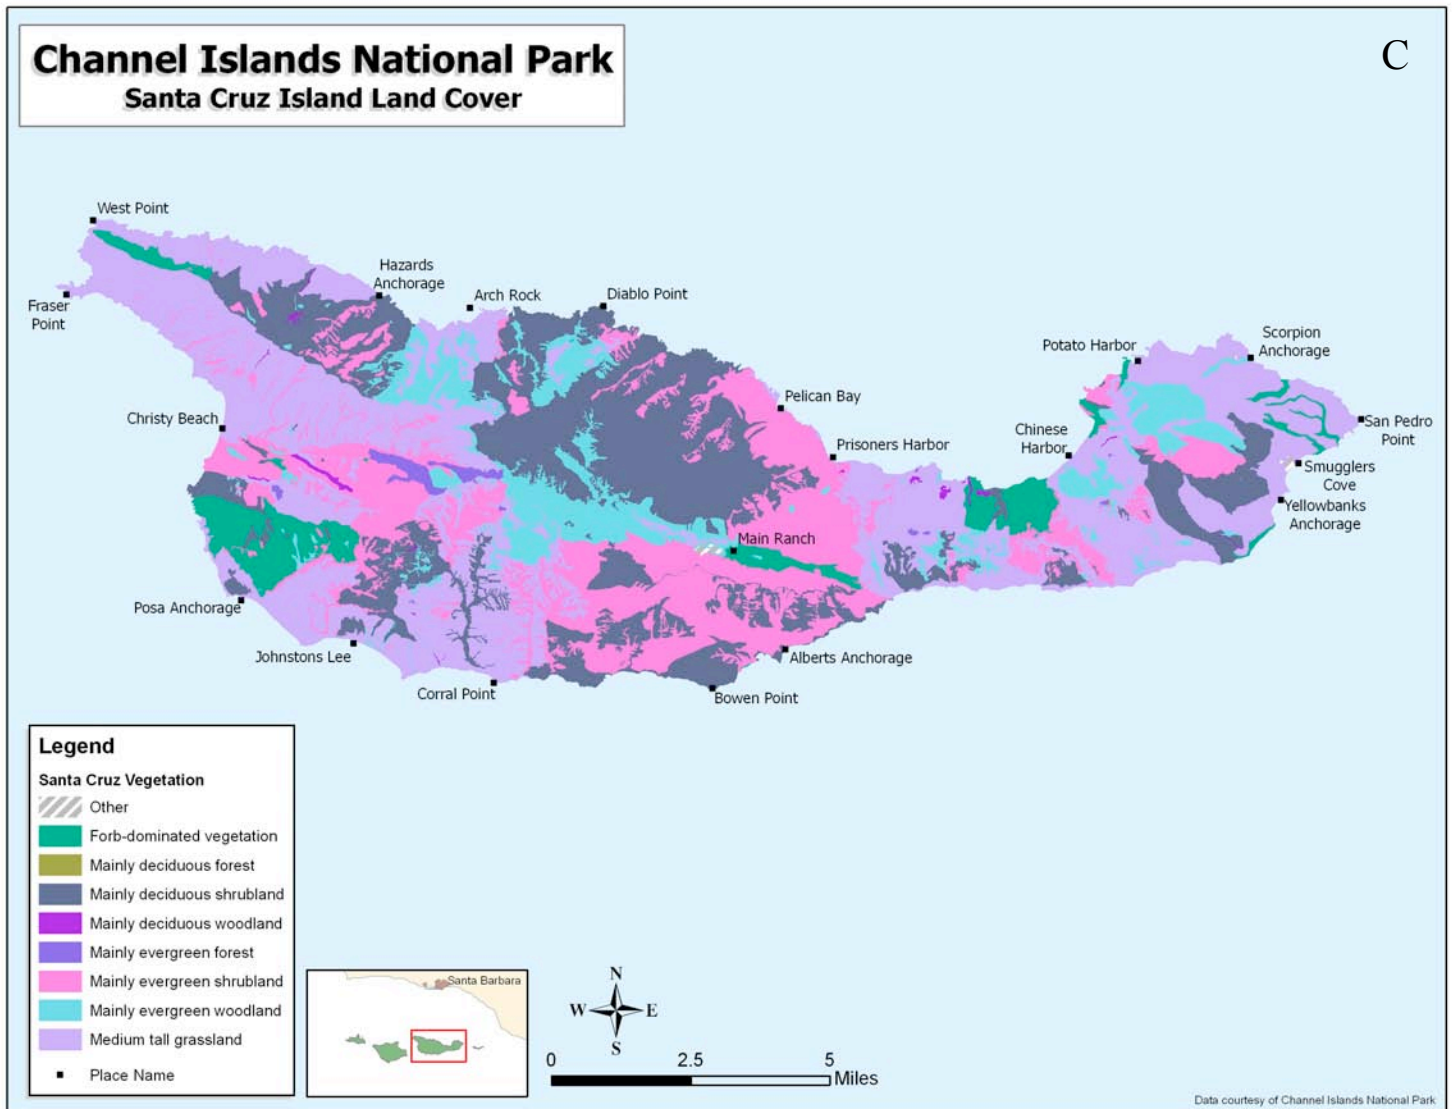 Channel Islands National Park
Santa Cruz Island Land Cover
C
West Point
Hazards
Anchorage
Arch Rock
Diablo Point
Fraser
Point
Scorpion
Anchorage
Potato Harbor
Pelican Bay
Christy Beach
San Pedro
Point
Chinese
Harbor
Prisoners Harbor
Smugglers
Cove
Yellowbanks
Anchorage
Main Ranch
Posa Anchorage
Johnstons Lee
Alberts Anchorage
Corral Point
Bowen Point
Legend
Santa Cruz Vegetation
Other
Forb-dominated vegetation
Mainly deciduous forest
Mainly deciduous shrubland
Mainly deciduous woodland
Mainly evergreen forest
Mainly evergreen shrubland
Mainly evergreen woodland
Medium tall grassland
Place Name
Santa Barbara
N
W E
S
0 2.5 5
Miles
Data courtesy of Channel Islands National Park